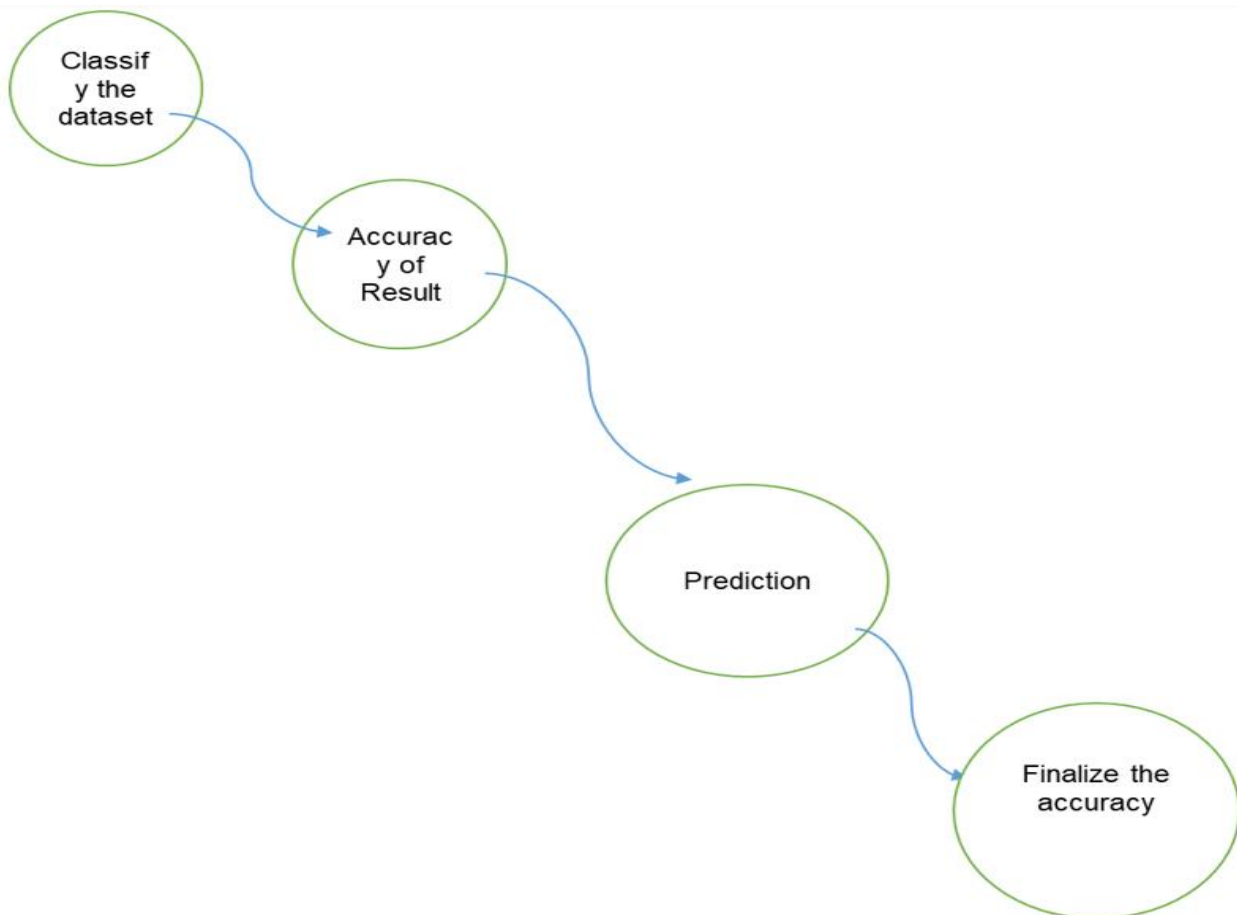 Classif
y the
dataset
Accurac
y of
Result
Prediction
Finalize the
accuracy